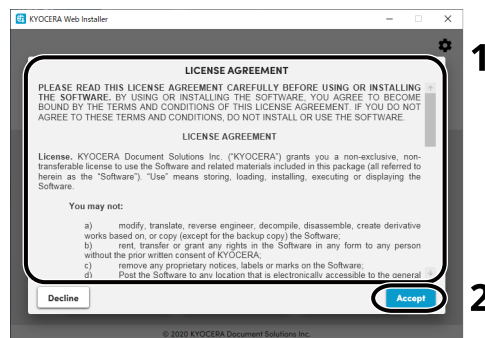 KYOCERA Web Installer
1
LICENSE AGREEMENT
PLEASE READ THIS LICENSE AGREEMENT CAREFULLY BEFORE USING OR INSTALLING
THE SOFTWARE. BY USING OR INSTALLING THE SOFTWARE, YOU AGREE TO BECOME
BOUND BY THE TERMS AND CONDITIONS OF THIS LICENSE AGREEMENT. IF YOU DO NOT
AGREE TO THESE TERMS AND CONDITIONS, DO NOT INSTALL OR USE THE SOFTWARE.
LICENSE AGREEMENT
License. KYOCERA Document Solutions Inc. ("KYOCERA") grants you a non-exclusive, non-
transferable license to use the Software and related materials included in this package (all referred to
herein as the "Software"). "Use" means storing, loading, installing, executing or displaying the
Software.
You may not:
a) modify, translate, reverse engineer, decompile, disassemble, create derivative
works based on, or copy (except for the backup copy) the Software;
b) rent, transfer or grant any rights in the Software in any form to any person
without the prior written consent of KYOCERA;
c) remove any proprietary notices, labels or marks on the Software;
d) Post the Software to any location that is electronically accessible to the general
Decline
Accept
2
© 2020 KYOCERA Document Solutions Inc.